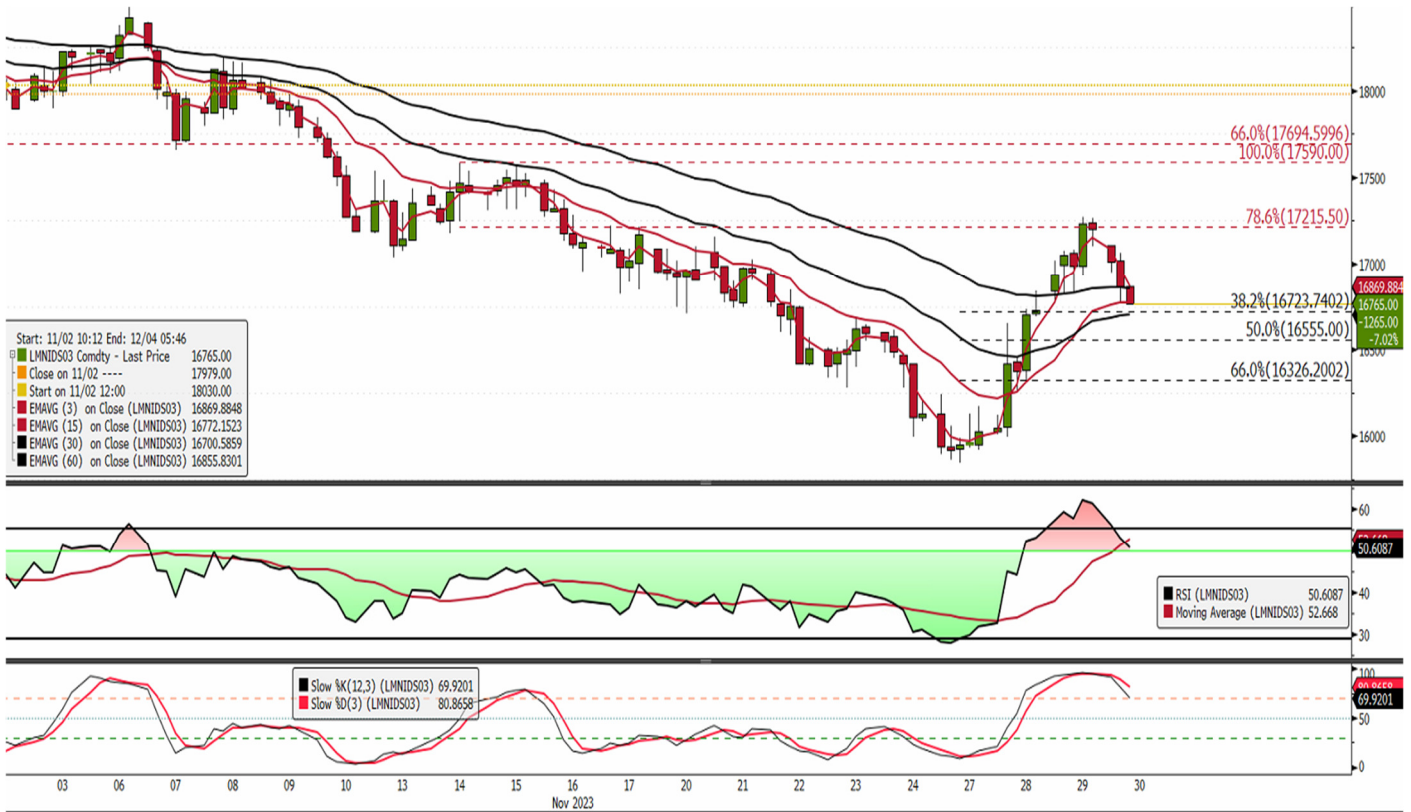 18000
66.0%(17694.5996)
100.0%(17590.00)
17500
78.6%(17215.50)
17000
16869.884
38.2%(16723.7402)
16765.00
-1265.00
-7.02%
50.0%(16555.00)
16500
66.0%(16326.2002)
16000
Start: 11/02 10:12 End: 12/04 05:46
LMNIDS03 Comdty - Last Price 16765.00
Close on 11/02 ---- 17979.00
Start on 11/02 12:00 18030.00
EMAVG (3) on Close (LMNIDS03) 16869.8848
EMAVG (15) on Close (LMNIDS03) 16772.1523
EMAVG (30) on Close (LMNIDS03) 16700.5859
EMAVG (60) on Close (LMNIDS03) 16855.8301
60
50.6087
40
30
RSI (LMNIDS03) 50.6087
Moving Average (LMNIDS03) 52.668
100
80.8658
69.9201
50
0
Slow %K(12,3) (LMNIDS03) 69.9201
Slow %D(3) (LMNIDS03) 80.8658
03 06 07 08 09 10 13 14 15 16 17 20 21 22 23 24 27 28 29 30
Nov 2023